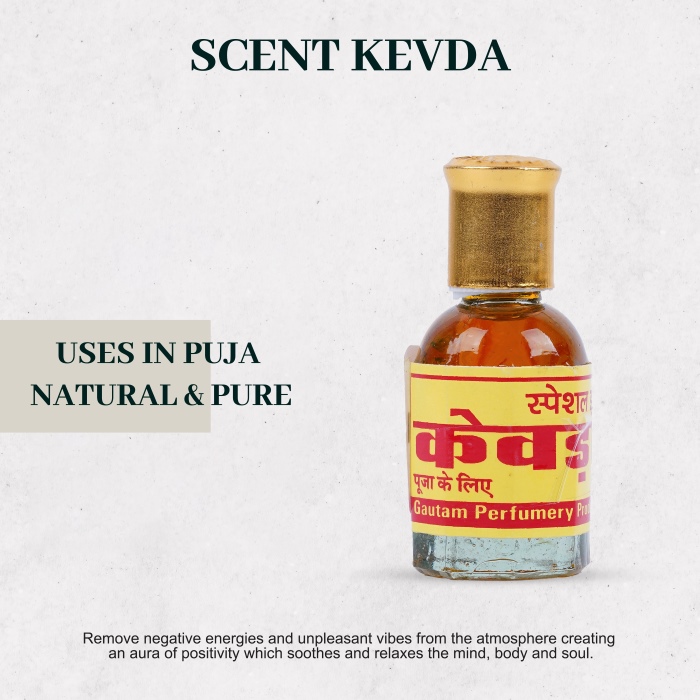 SCENT KEVDA
USES IN PUJA
NATURAL & PURE
स्पेशल
केवड़
पूजा के लिए
Gautam Perfumery
Remove negative energies and unpleasant vibes from the atmosphere creating
an aura of positivity which soothes and relaxes the mind, body and soul.